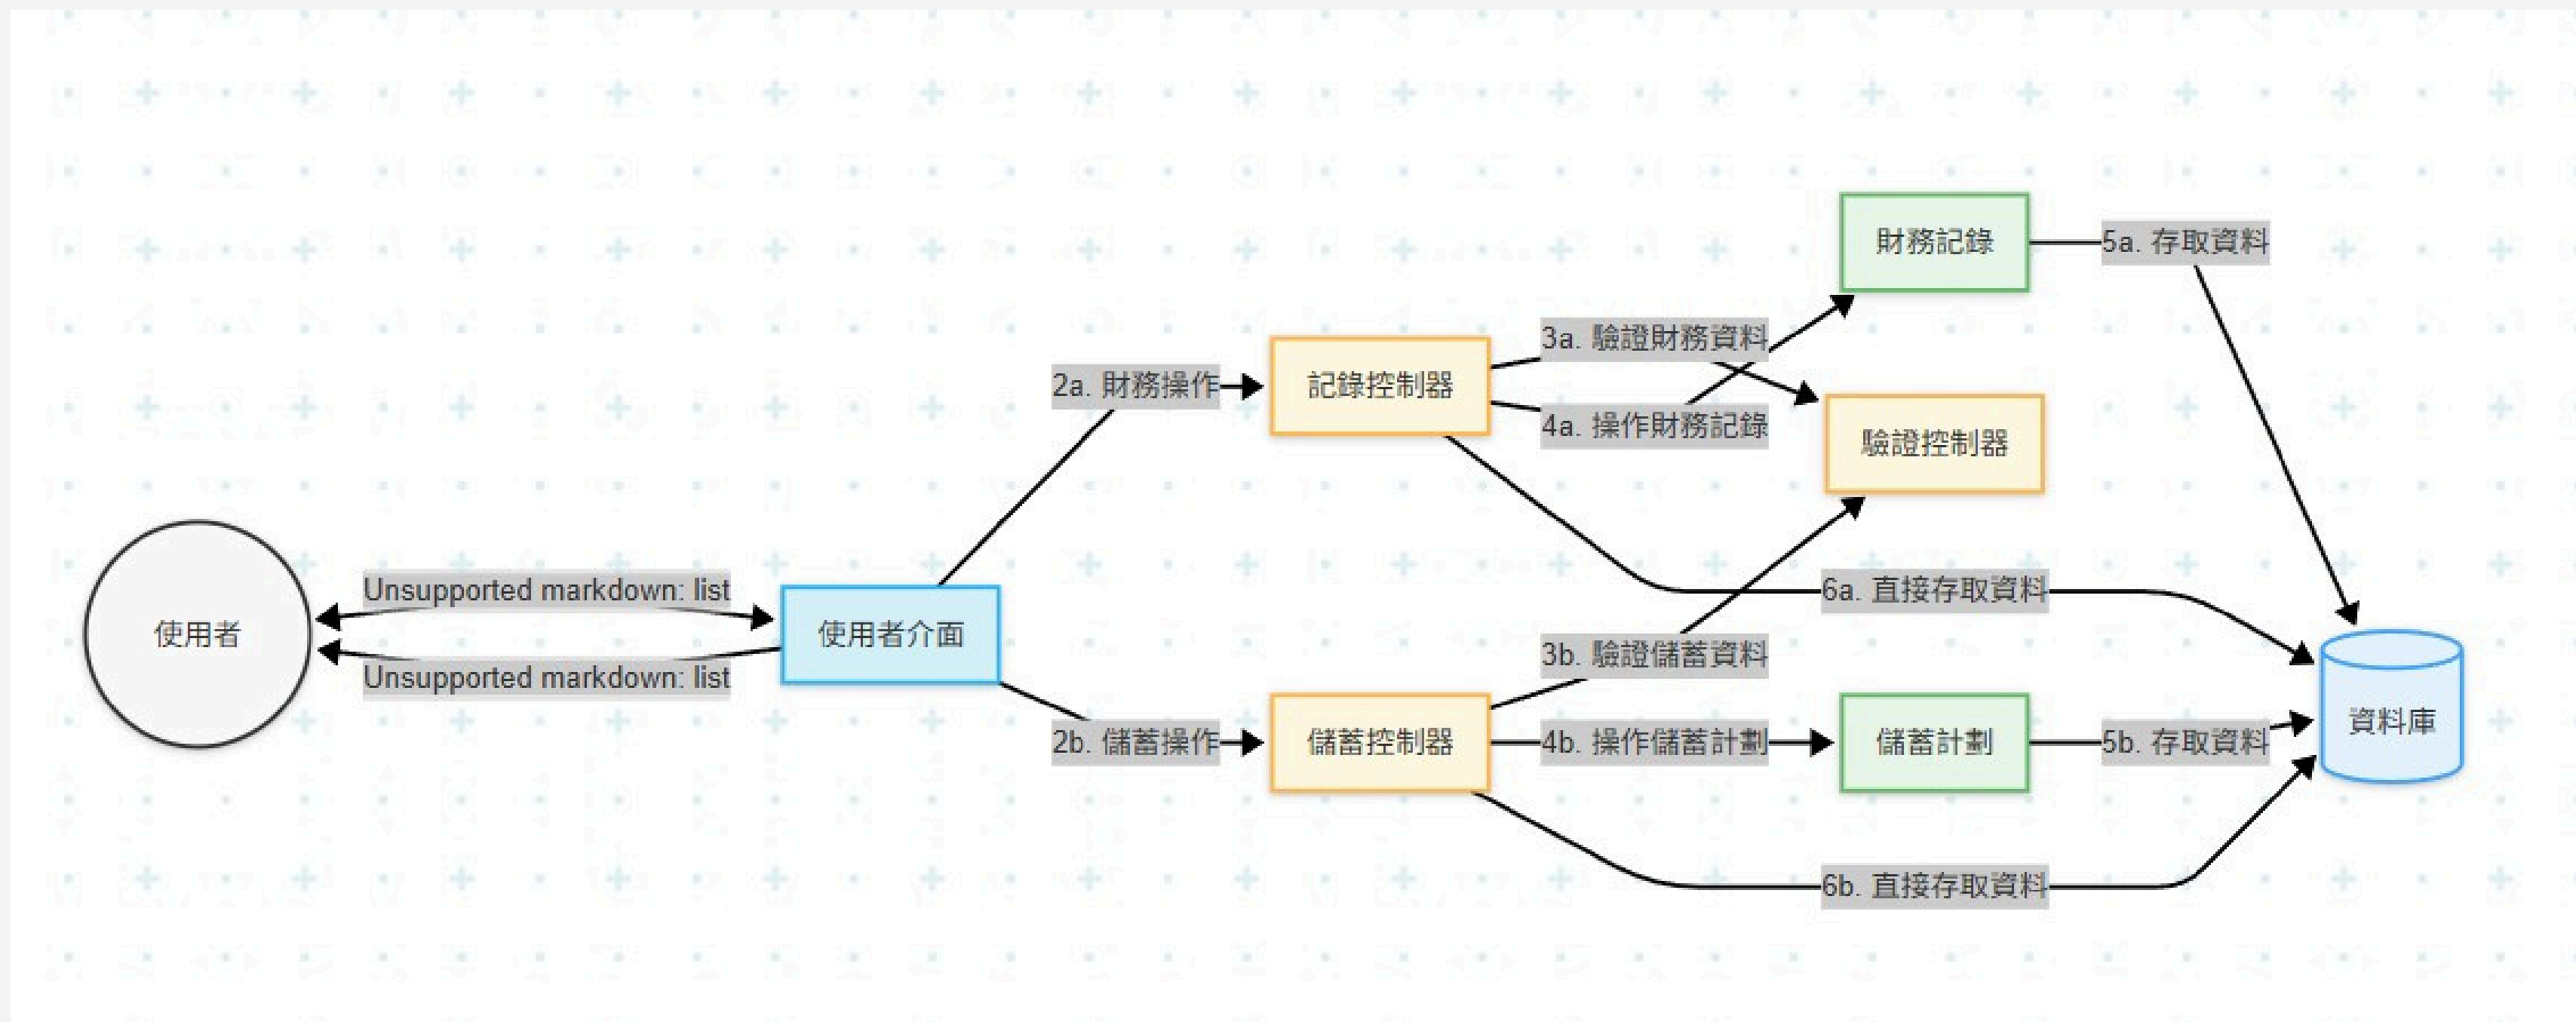 使用者
Unsupported markdown: list
Unsupported markdown: list
使用者介面
2a. 財務操作
2b. 儲蓄操作
記錄控制器
儲蓄控制器
3a. 驗證財務資料
4a. 操作財務記錄
3b. 驗證儲蓄資料
4b. 操作儲蓄計劃
財務記錄
驗證控制器
6a. 直接存取資料
儲蓄計劃
6b. 直接存取資料
5a. 存取資料
5b. 存取資料
資料庫